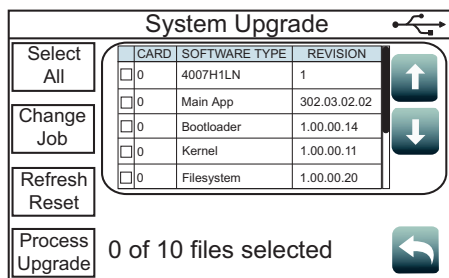 System Upgrade
Select
All
Change
Job
Refresh
Reset
Process
Upgrade
CARD SOFTWARE TYPE REVISION
0 4007H1LN 1
0 Main App 302.03.02.02
0 Bootloader 1.00.00.14
0 Kernel 1.00.00.11
0 Filesystem 1.00.00.20
0 of 10 files selected